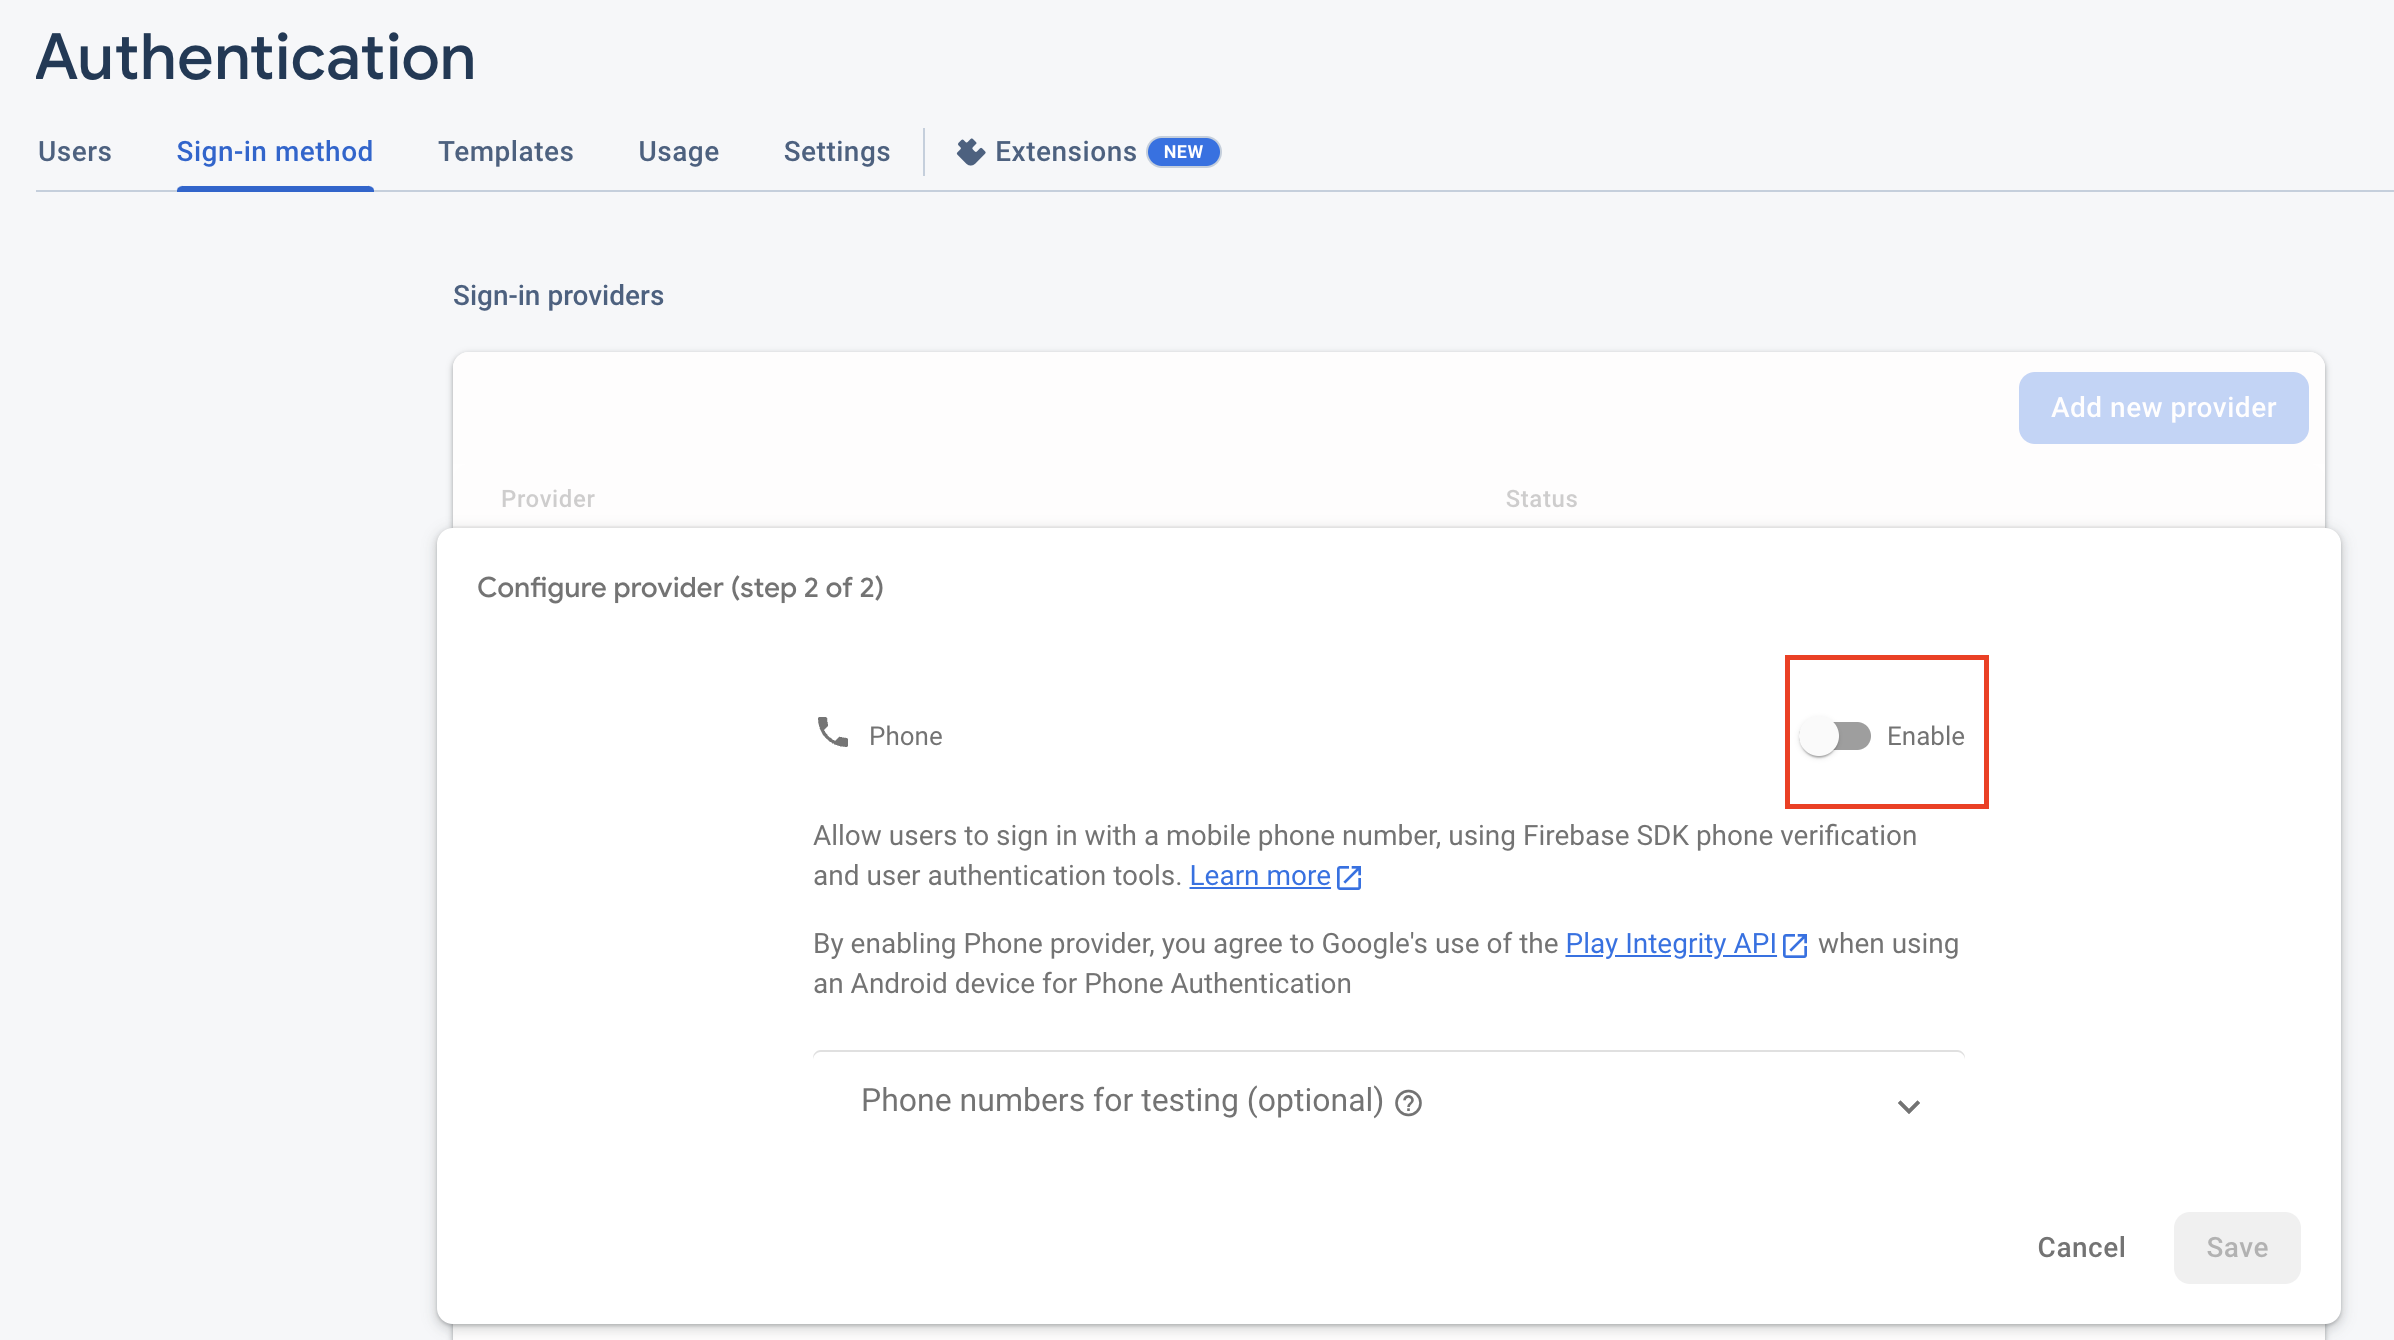 Authentication
Users
Sign-in method
Templates
Usage
Settings
Extensions
NEW
Sign-in providers
Add new provider
Provider
Status
Configure provider (step 2 of 2)
Phone
Enable
Allow users to sign in with a mobile phone number, using Firebase SDK phone verification
and user authentication tools. Learn more
By enabling Phone provider, you agree to Google's use of the Play Integrity API when using
an Android device for Phone Authentication
Phone numbers for testing (optional)
Cancel
Save